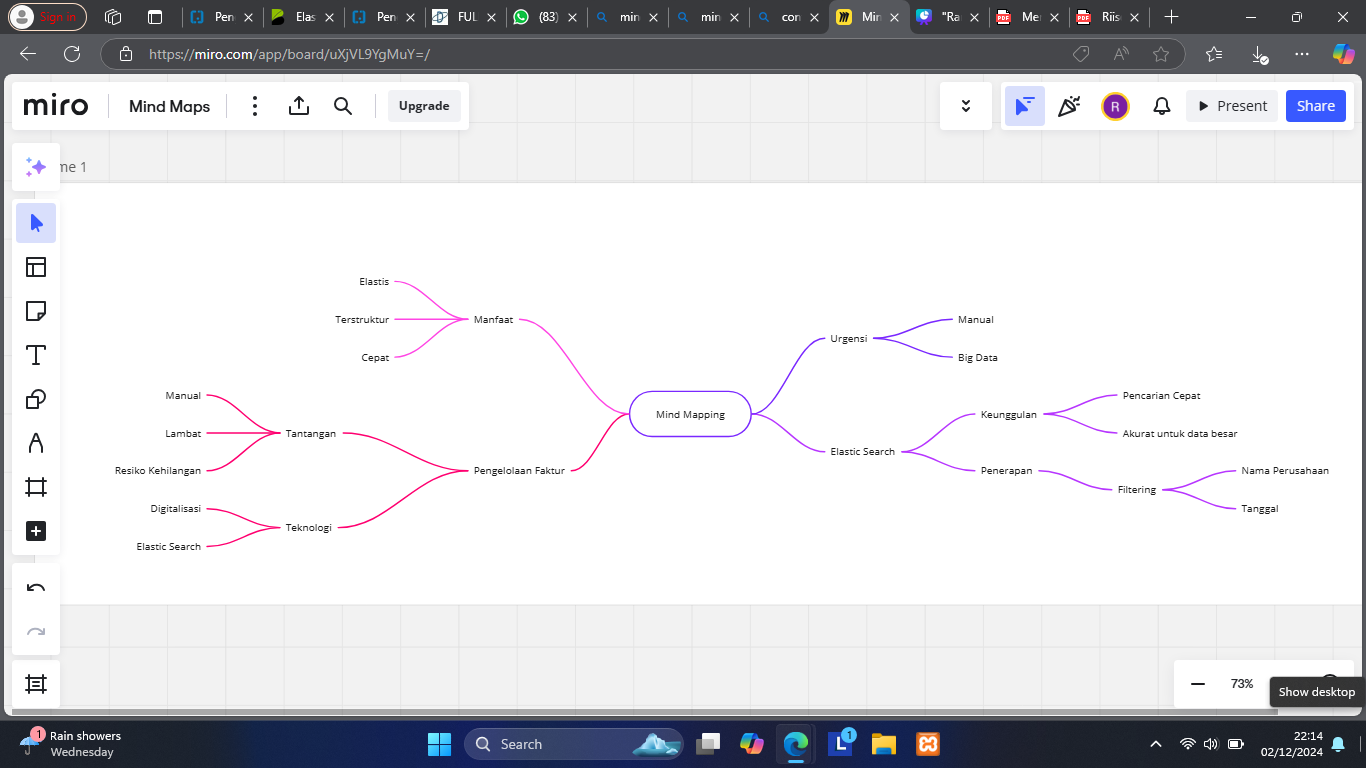 Sign in
Pen
Elas
Pen
FUL
(83)
min
min
con
Min
"Ra
Mer
Riis
https://miro.com/app/board/uXjVL9YgMuY=/
miro
Mind Maps
Upgrade
R
Present
Share
me 1
Elastis
Terstruktur
Manfaat
Cepat
Manual
Lambat
Tantangan
Resiko Kehilangan
Pengelolaan Faktur
Digitalisasi
Teknologi
Elastic Search
Mind Mapping
Urgensi
Manual
Big Data
Elastic Search
Keunggulan
Pencarian Cepat
Akurat untuk data besar
Penerapan
Filtering
Nama Perusahaan
Tanggal
73%
Show desktop
1
Rain showers
Wednesday
Search
L
1
22:14
02/12/2024